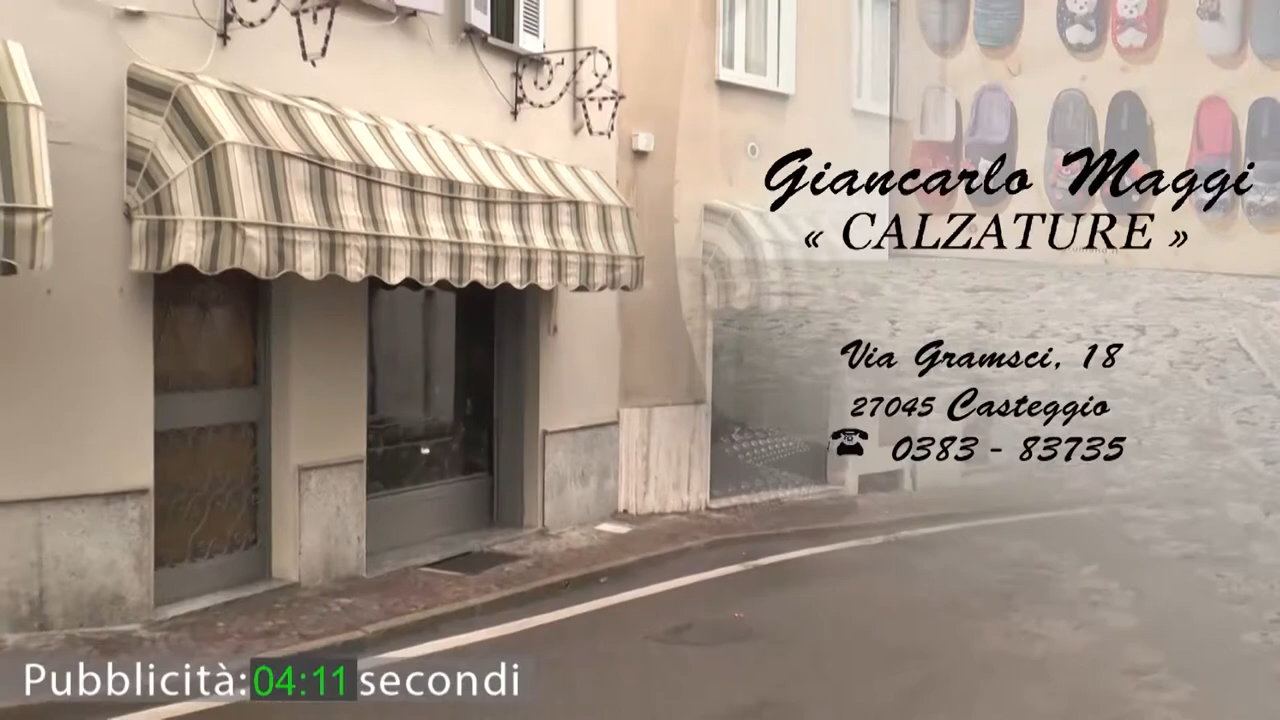 Giancarlo Maggi
« CALZATURE »
Via Gramsci, 18
27045 Casteggio
☎ 0383 - 83735
Pubblicità: 04:11 secondi